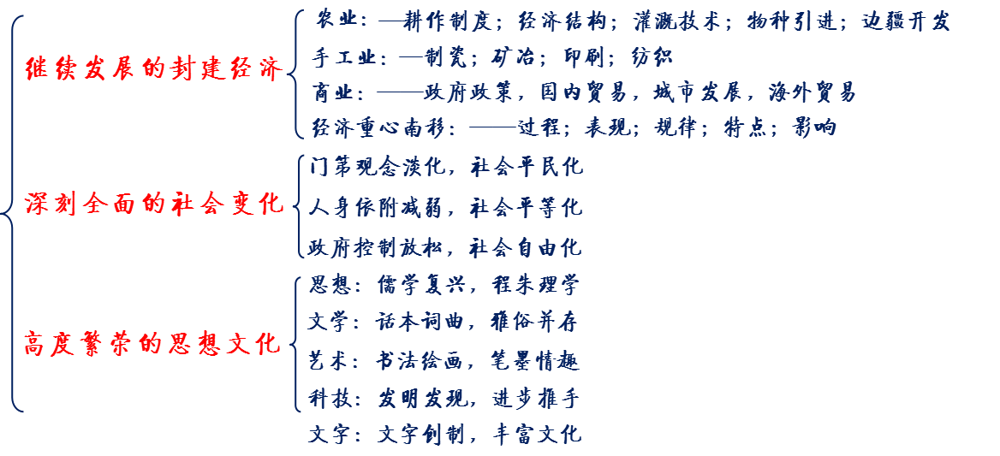 继续发展的封建经济
农业：—耕作制度；经济结构；灌溉技术；物种引进；边疆开发
手工业：—制瓷；矿冶；印刷；纺织
商业：——政府政策，国内贸易，城市发展，海外贸易
经济重心南移：——过程；表现；规律；特点；影响
深刻全面的社会变化
门第观念淡化，社会平民化
人身依附减弱，社会平等化
政府控制放松，社会自由化
高度繁荣的思想文化
思想：儒学复兴，程朱理学
文学：话本词曲，雅俗并存
艺术：书法绘画，笔墨情趣
科技：发明发现，进步推手
文字：文字创制，丰富文化